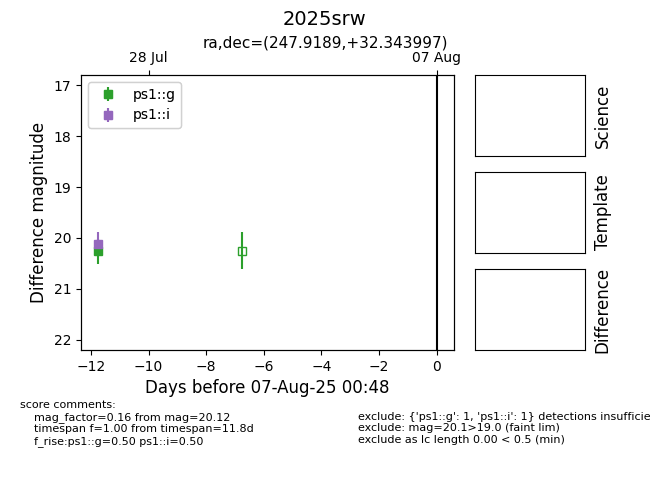 2025srw
ra,dec=(247.9189,+32.343997)
28 Jul
07 Aug
ps1::g
ps1::i
17
18
19
20
21
22
Difference magnitude
−12
−10
−8
−6
−4
−2
0
Days before 07-Aug-25 00:48
Science
Template
Difference
score comments:
mag_factor=0.16 from mag=20.12
timespan f=1.00 from timespan=11.8d
f_rise:ps1::g=0.50 ps1::i=0.50
exclude: {'ps1::g': 1, 'ps1::i': 1} detections insufficie
exclude: mag=20.1>19.0 (faint lim)
exclude as lc length 0.00 < 0.5 (min)